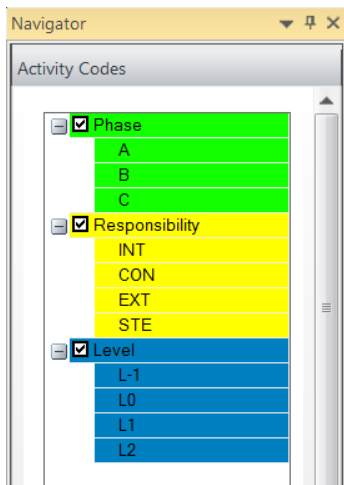 Navigator
Activity Codes
Phase
A
B
C
Responsibility
INT
CON
EXT
STE
Level
L-1
L0
L1
L2